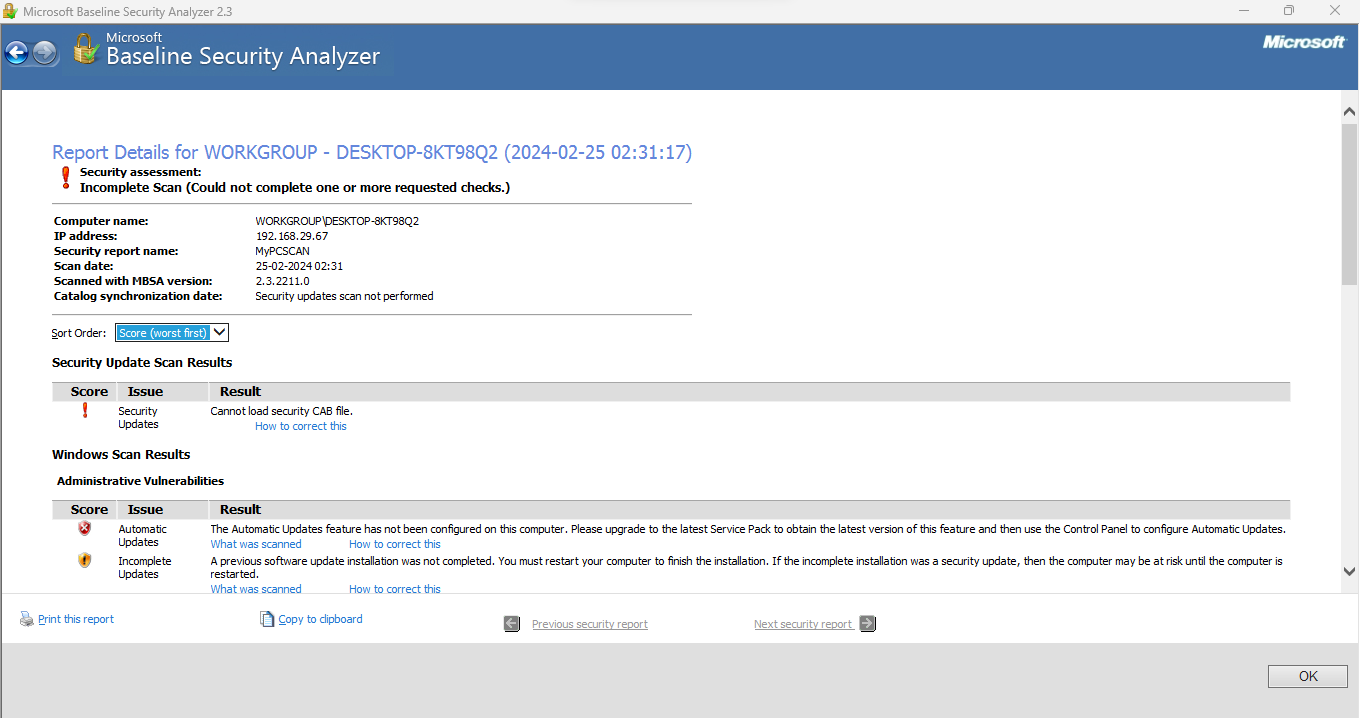 Microsoft Baseline Security Analyzer 2.3
Microsoft
Baseline Security Analyzer
Microsoft
Report Details for WORKGROUP - DESKTOP-8KT98Q2 (2024-02-25 02:31:17)
Security assessment:
Incomplete Scan (Could not complete one or more requested checks.)
Computer name: WORKGROUP\DESKTOP-8KT98Q2
IP address: 192.168.29.67
Security report name: MyPCSCAN
Scan date: 25-02-2024 02:31
Scanned with MBSA version: 2.3.2211.0
Catalog synchronization date: Security updates scan not performed
Sort Order: Score (worst first)
Security Update Scan Results
Score Issue Result
Security Cannot load security CAB file.
Updates
How to correct this
Windows Scan Results
Administrative Vulnerabilities
Score Issue Result
Automatic The Automatic Updates feature has not been configured on this computer. Please upgrade to the latest Service Pack to obtain the latest version of this feature and then use the Control Panel to configure Automatic Updates.
Updates
What was scanned How to correct this
Incomplete A previous software update installation was not completed. You must restart your computer to finish the installation. If the incomplete installation was a security update, then the computer may be at risk until the computer is
Updates restarted.
What was scanned How to correct this
Print this report Copy to clipboard Previous security report Next security report
OK